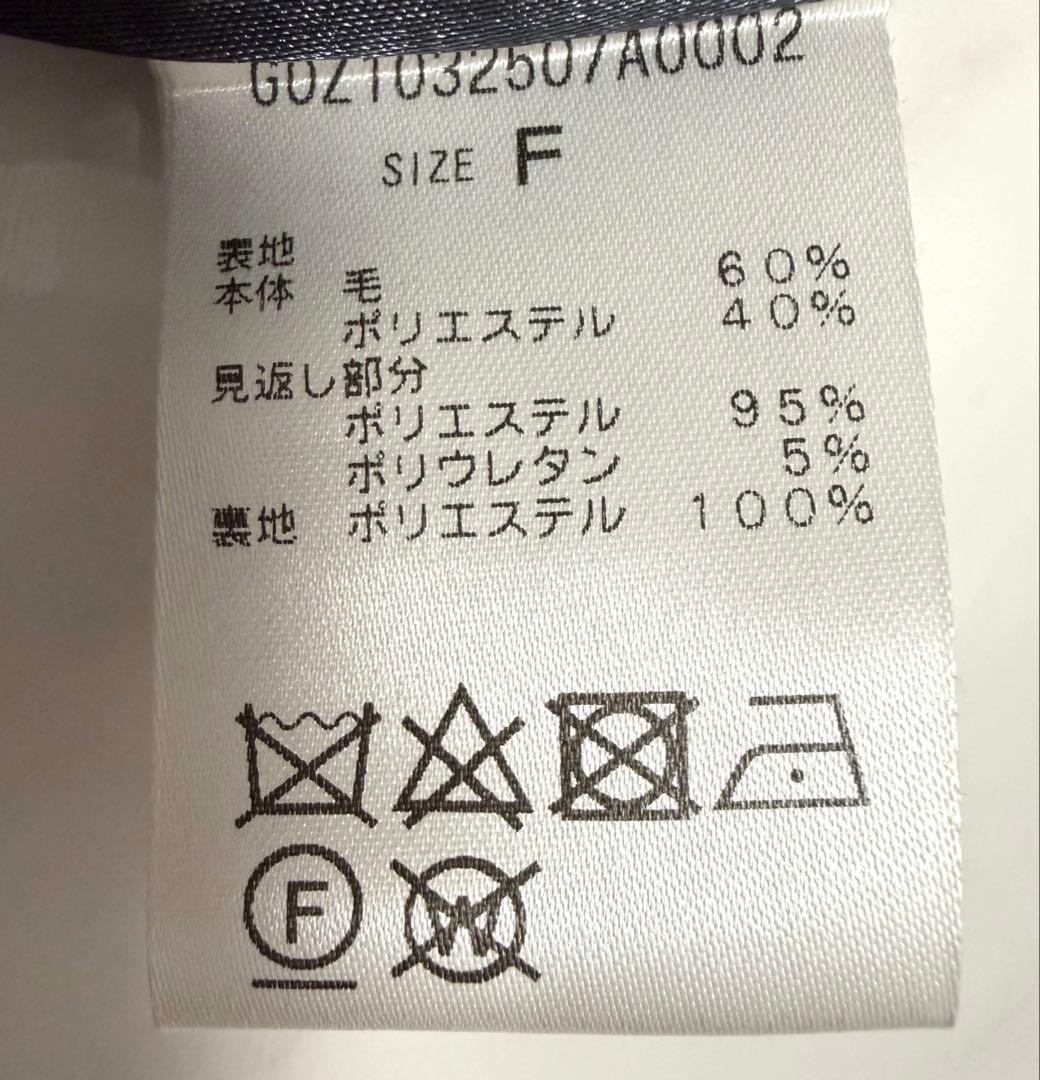 G0Z1032507A0002
SIZE F
表地
本体 毛 60%
ポリエステル 40%
見返し部分
ポリエステル 95%
ポリウレタン 5%
裏地 ポリエステル 100%
F W